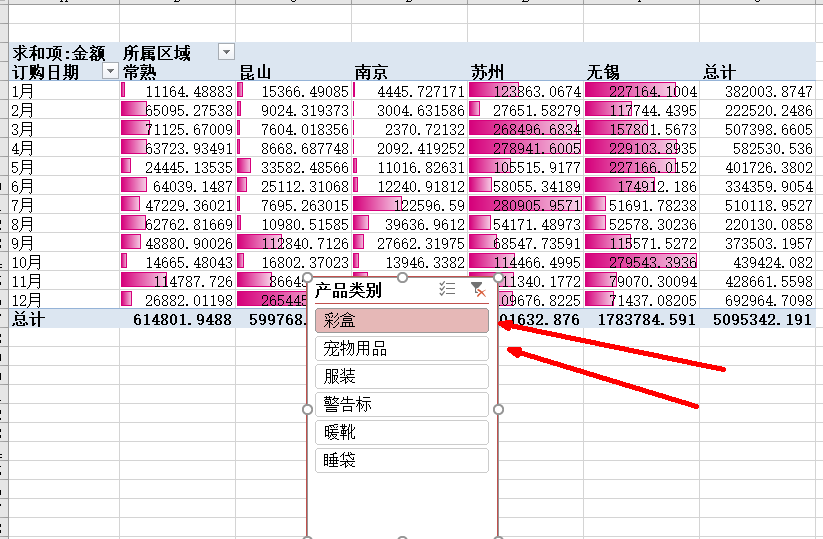 求和项:金额 所属区域
订购日期 常熟 昆山 南京 苏州 无锡 总计
1月 11164.48883 15366.49085 4445.727171 123863.0674 227164.1004 382003.8747
2月 65095.27538 9024.319373 3004.631586 27651.58279 117744.4395 222520.2486
3月 71125.67009 7604.018356 2370.72132 268496.6834 157801.5673 507398.6605
4月 63723.93491 8668.687748 2092.419252 278941.6005 229103.8935 582530.536
5月 24445.13535 33582.48566 11016.82631 105515.9177 227166.0152 401726.3802
6月 64039.1487 25112.31068 12240.91812 58055.34189 174912.186 334359.9054
7月 47229.36021 7695.263015 122596.59 280905.9571 51691.78238 510118.9527
8月 62762.81669 10980.51585 39636.9612 54171.48973 52578.30236 220130.0858
9月 48880.90026 112840.7126 27662.31975 68547.73591 115571.5272 373503.1957
10月 14665.48043 16802.37023 13946.3382 114466.4995 279543.3936 439424.082
11月 114787.726 8664 11340.1772 79070.30094 428661.5598
12月 26882.01198 265445 109676.8225 71437.08205 692964.7098
总计 614801.9488 599768. 01632.876 1783784.591 5095342.191
产品类别
彩盒
宠物用品
服装
警告标
暖靴
睡袋